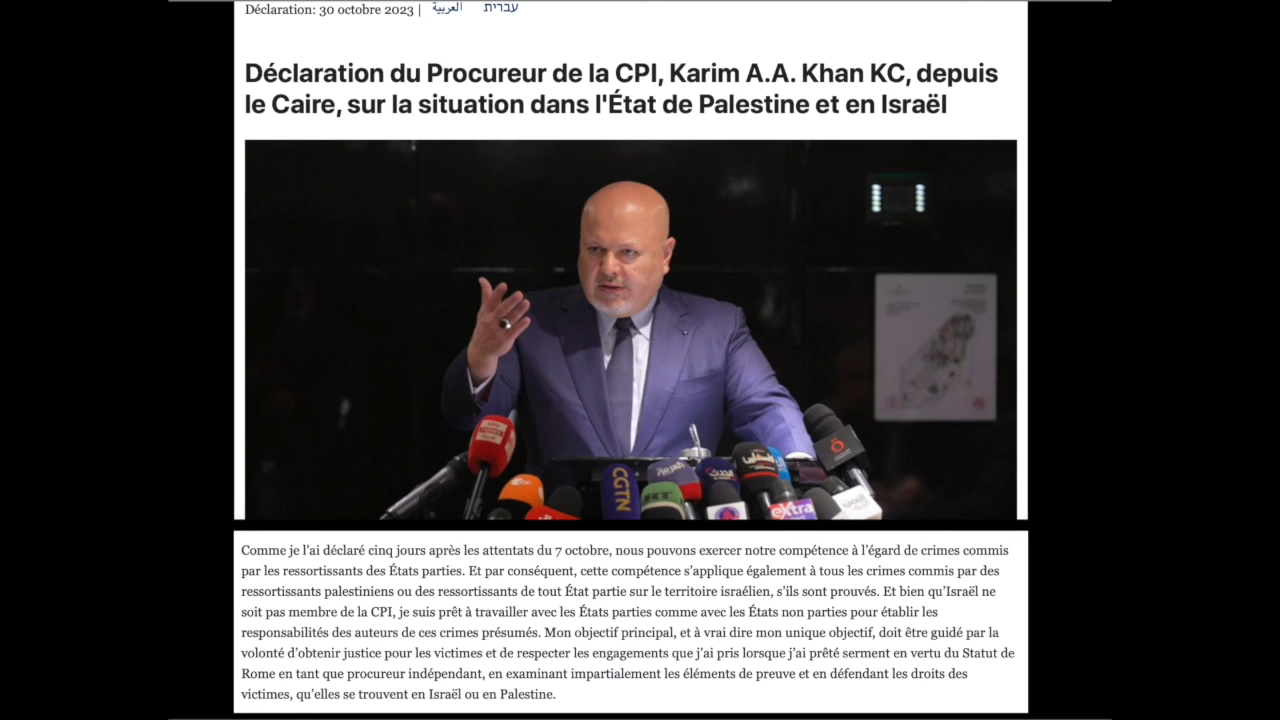 Déclaration: 30 octobre 2023 | العربية עברית
Déclaration du Procureur de la CPI, Karim A.A. Khan KC, depuis
le Caire, sur la situation dans l'État de Palestine et en Israël
CGTN
العربية
الحدث
فلسطين
RT
eXtra
Comme je l'ai déclaré cinq jours après les attentats du 7 octobre, nous pouvons exercer notre compétence à l’égard de crimes commis
par les ressortissants des États parties. Et par conséquent, cette compétence s’applique également à tous les crimes commis par des
ressortissants palestiniens ou des ressortissants de tout État partie sur le territoire israélien, s’ils sont prouvés. Et bien qu’Israël ne
soit pas membre de la CPI, je suis prêt à travailler avec les États parties comme avec les États non parties pour établir les
responsabilités des auteurs de ces crimes présumés. Mon objectif principal, et à vrai dire mon unique objectif, doit être guidé par la
volonté d’obtenir justice pour les victimes et de respecter les engagements que j’ai pris lorsque j’ai prêté serment en vertu du Statut de
Rome en tant que procureur indépendant, en examinant impartialement les éléments de preuve et en défendant les droits des
victimes, qu’elles se trouvent en Israël ou en Palestine.